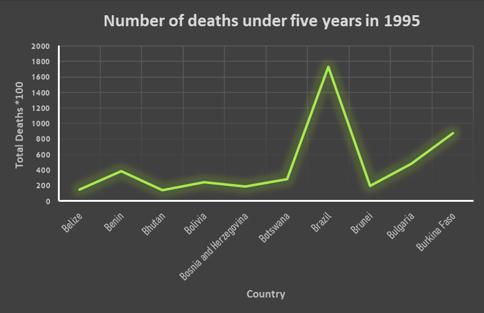 Number of deaths under five years in 1995
Total Deaths *100
2000
1800
1600
1400
1200
1000
800
600
400
200
0
Belize
Benin
Bhutan
Bolivia
Bosnia and Herzegovina
Botswana
Brazil
Brunei
Bulgaria
Burkina Faso
Country